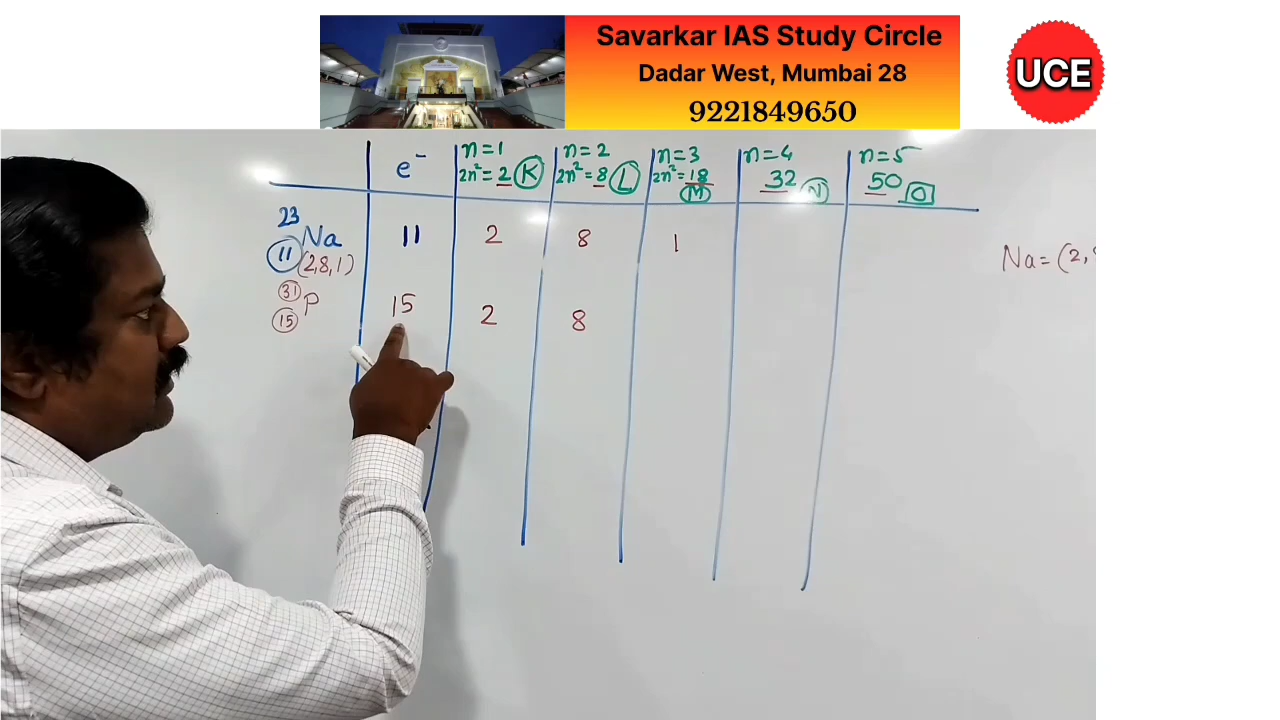 Savarkar IAS Study Circle
Dadar West, Mumbai 28
9221849650
UCE
e⁻
n=1
2n²=2 K
n=2
2n²=8 L
n=3
2n²=18
M
n=4
32 N
n=5
50 O
23
11 Na 11 2 8 1
(2,8,1)
Na=(2,
31
15 P 15 2 8